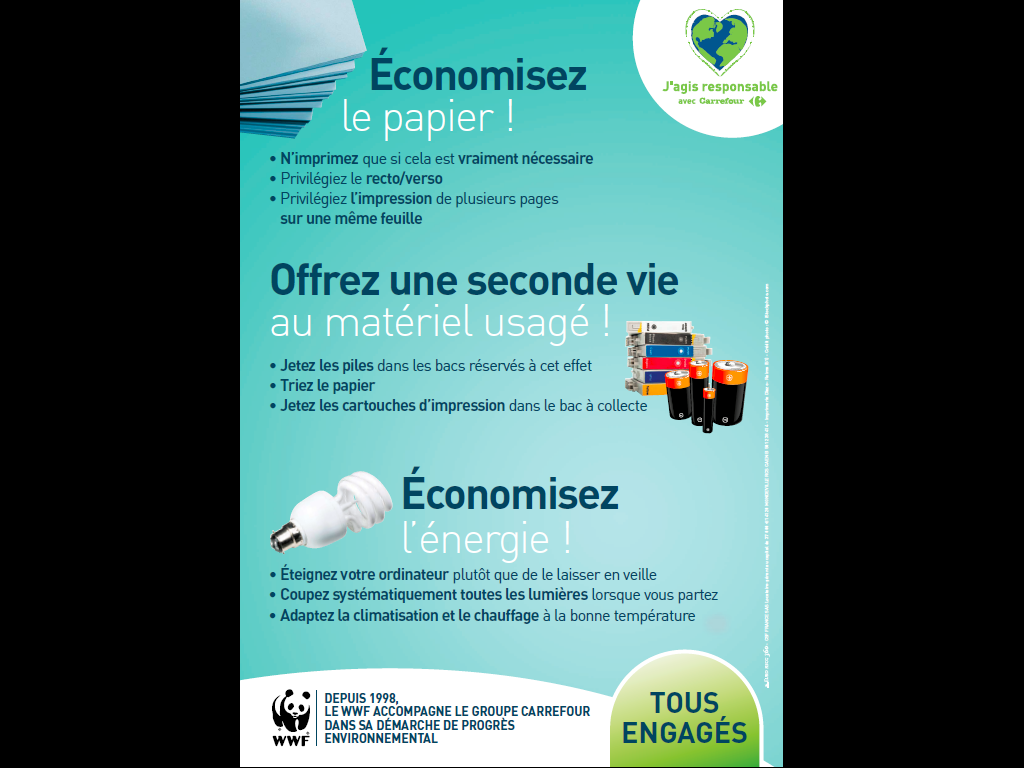 Économisez
le papier !
J'agis responsable
avec Carrefour
• N'imprimez que si cela est vraiment nécessaire
• Privilégiez le recto/verso
• Privilégiez l'impression de plusieurs pages
sur une même feuille
Offrez une seconde vie
au matériel usagé !
• Jetez les piles dans les bacs réservés à cet effet
• Triez le papier
• Jetez les cartouches d'impression dans le bac à collecte
Économisez
l'énergie !
• Éteignez votre ordinateur plutôt que de le laisser en veille
• Coupez systématiquement toutes les lumières lorsque vous partez
• Adaptez la climatisation et le chauffage à la bonne température
WWF
DEPUIS 1998,
LE WWF ACCOMPAGNE LE GROUPE CARREFOUR
DANS SA DÉMARCHE DE PROGRÈS
ENVIRONNEMENTAL
TOUS
ENGAGÉS